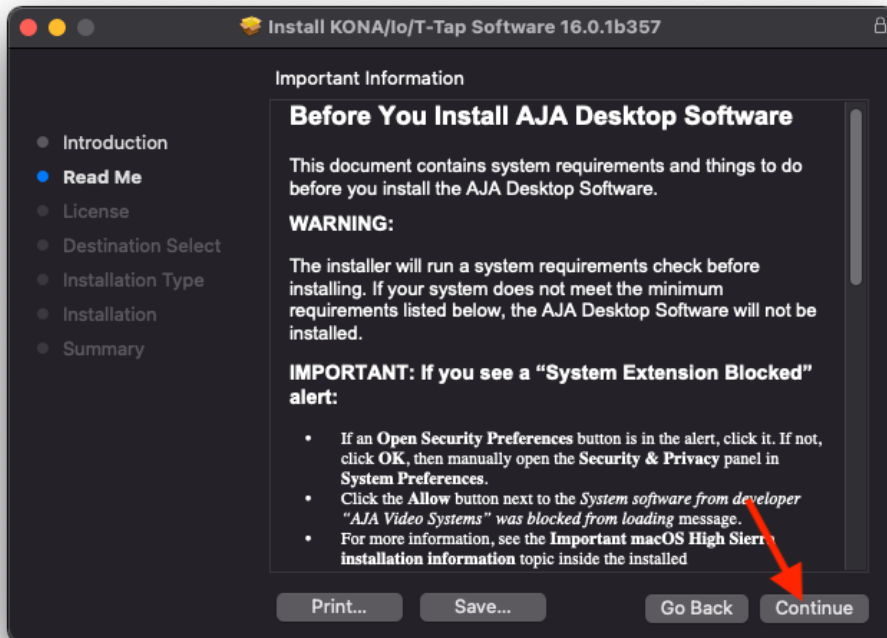 Install KONA/Io/T-Tap Software 16.0.1b357
Important Information
Introduction
Read Me
License
Destination Select
Installation Type
Installation
Summary
Before You Install AJA Desktop Software
This document contains system requirements and things to do
before you install the AJA Desktop Software.
WARNING:
The installer will run a system requirements check before
installing. If your system does not meet the minimum
requirements listed below, the AJA Desktop Software will not be
installed.
IMPORTANT: If you see a “System Extension Blocked”
alert:
• If an Open Security Preferences button is in the alert, click it. If not,
click OK, then manually open the Security & Privacy panel in
System Preferences.
• Click the Allow button next to the System software from developer
“AJA Video Systems” was blocked from loading message.
• For more information, see the Important macOS High Sierra
installation information topic inside the installed
Print...
Save...
Go Back
Continue